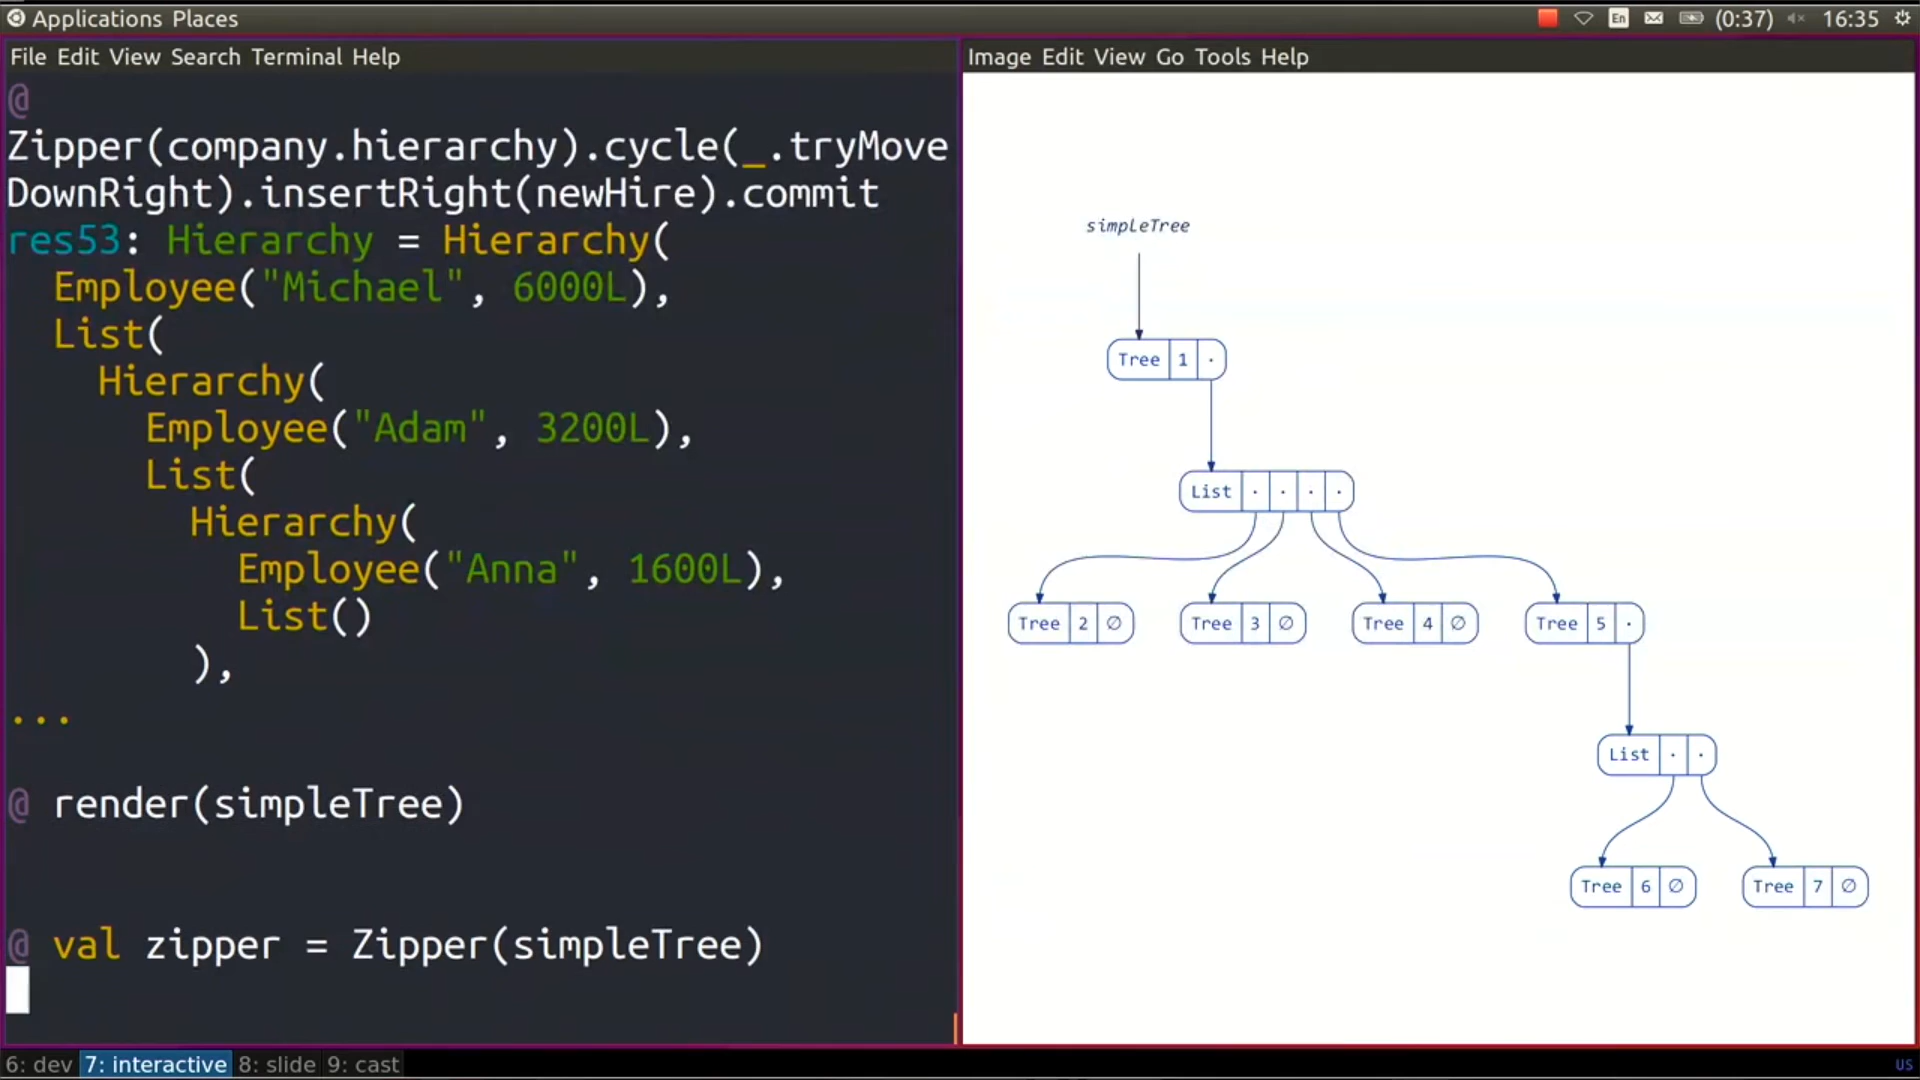 Applications Places
En (0:37) 16:35
File Edit View Search Terminal Help
@
Zipper(company.hierarchy).cycle(_.tryMove
DownRight).insertRight(newHire).commit
res53: Hierarchy = Hierarchy(
Employee("Michael", 6000L),
List(
Hierarchy(
Employee("Adam", 3200L),
List(
Hierarchy(
Employee("Anna", 1600L),
List()
),
...
@ render(simpleTree)
@ val zipper = Zipper(simpleTree)
Image Edit View Go Tools Help
simpleTree
Tree 1 ·
List · · · ·
Tree 2 ∅
Tree 3 ∅
Tree 4 ∅
Tree 5 ·
List · ·
Tree 6 ∅
Tree 7 ∅
6: dev 7: interactive 8: slide 9: cast
US